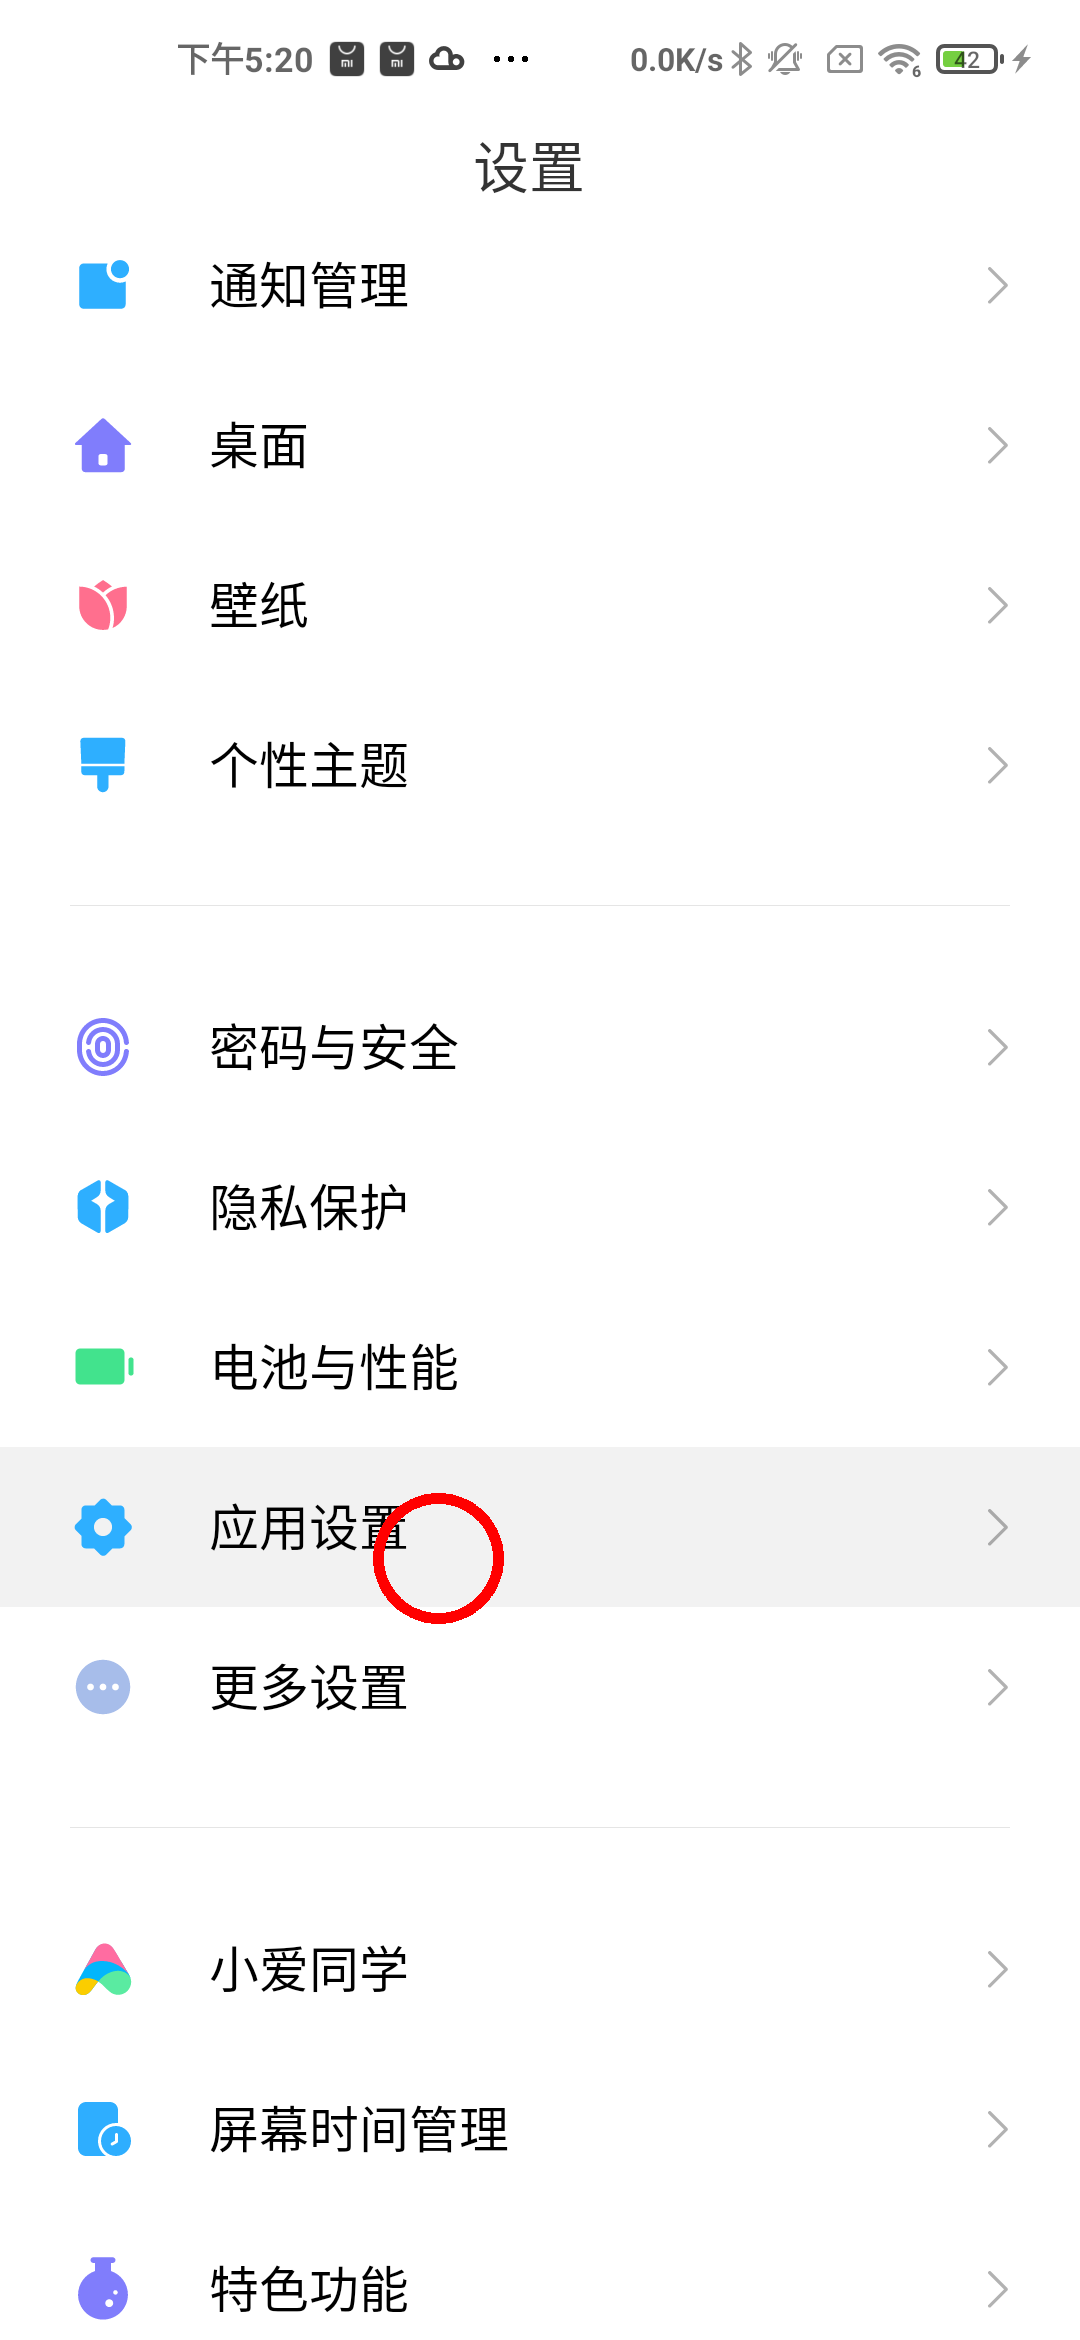 下午5:20 0.0K/s 6 42
设置
通知管理
桌面
壁纸
个性主题
密码与安全
隐私保护
电池与性能
应用设置
更多设置
小爱同学
屏幕时间管理
特色功能